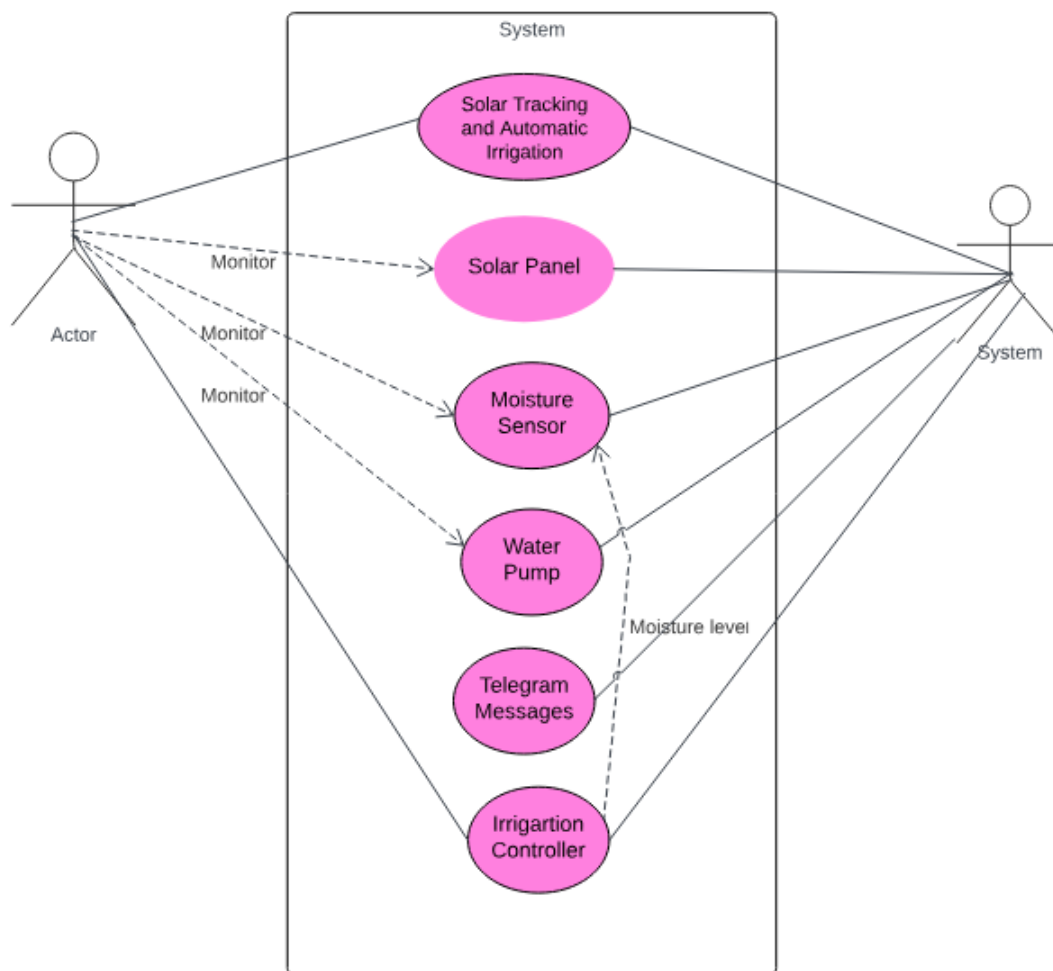 System
Solar Tracking
and Automatic
Irrigation
Monitor
Solar Panel
Actor
Monitor
System
Monitor
Moisture
Sensor
Water
Pump
Moisture level
Telegram
Messages
Irrigartion
Controller